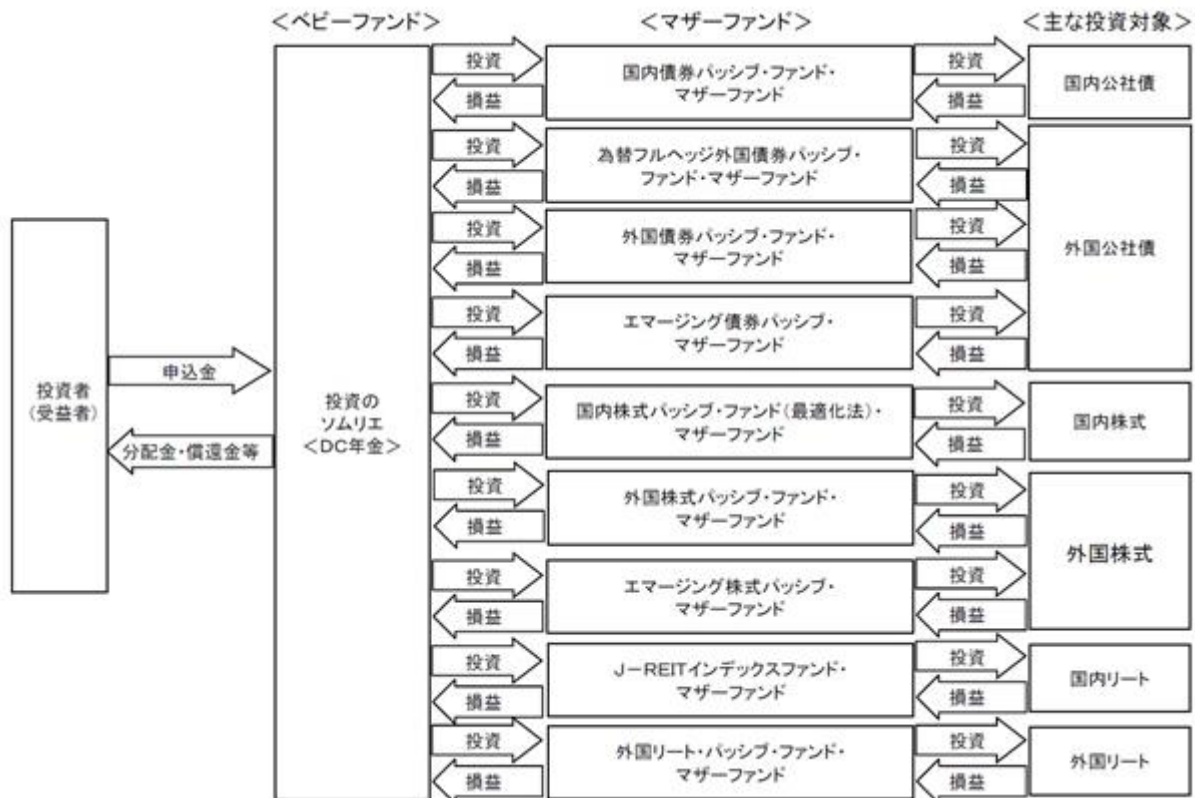 ＜ベビーファンド＞
＜マザーファンド＞
＜主な投資対象＞
投資者
（受益者）
申込金
分配金・償還金等
投資の
ソムリエ
＜DC年金＞
投資
損益
国内債券パッシブ・ファンド・
マザーファンド
投資
損益
国内公社債
投資
損益
為替フルヘッジ外国債券パッシブ・
ファンド・マザーファンド
投資
損益
投資
損益
外国債券パッシブ・ファンド・
マザーファンド
投資
損益
外国公社債
投資
損益
エマージング債券パッシブ・
マザーファンド
投資
損益
投資
損益
国内株式パッシブ・ファンド（最適化法）・
マザーファンド
投資
損益
国内株式
投資
損益
外国株式パッシブ・ファンド・
マザーファンド
投資
損益
外国株式
投資
損益
エマージング株式パッシブ・
マザーファンド
投資
損益
投資
損益
J－REITインデックスファンド・
マザーファンド
投資
損益
国内リート
投資
損益
外国リート・パッシブ・ファンド・
マザーファンド
投資
損益
外国リート